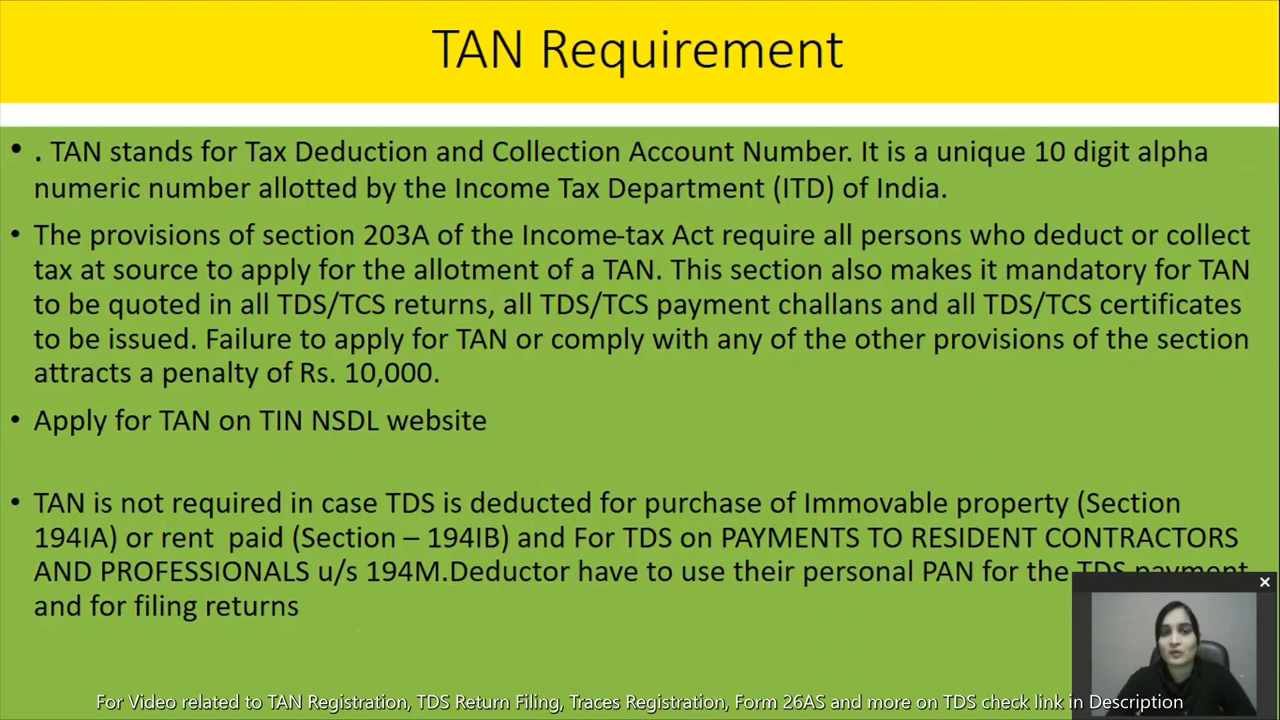 TAN Requirement
• . TAN stands for Tax Deduction and Collection Account Number. It is a unique 10 digit alpha
numeric number allotted by the Income Tax Department (ITD) of India.
• The provisions of section 203A of the Income-tax Act require all persons who deduct or collect
tax at source to apply for the allotment of a TAN. This section also makes it mandatory for TAN
to be quoted in all TDS/TCS returns, all TDS/TCS payment challans and all TDS/TCS certificates
to be issued. Failure to apply for TAN or comply with any of the other provisions of the section
attracts a penalty of Rs. 10,000.
• Apply for TAN on TIN NSDL website
• TAN is not required in case TDS is deducted for purchase of Immovable property (Section
194IA) or rent  paid (Section – 194IB) and For TDS on PAYMENTS TO RESIDENT CONTRACTORS
AND PROFESSIONALS u/s 194M.Deductor have to use their personal PAN for the TDS payment
and for filing returns
For Video related to TAN Registration, TDS Return Filing, Traces Registration, Form 26AS and more on TDS check link in Description